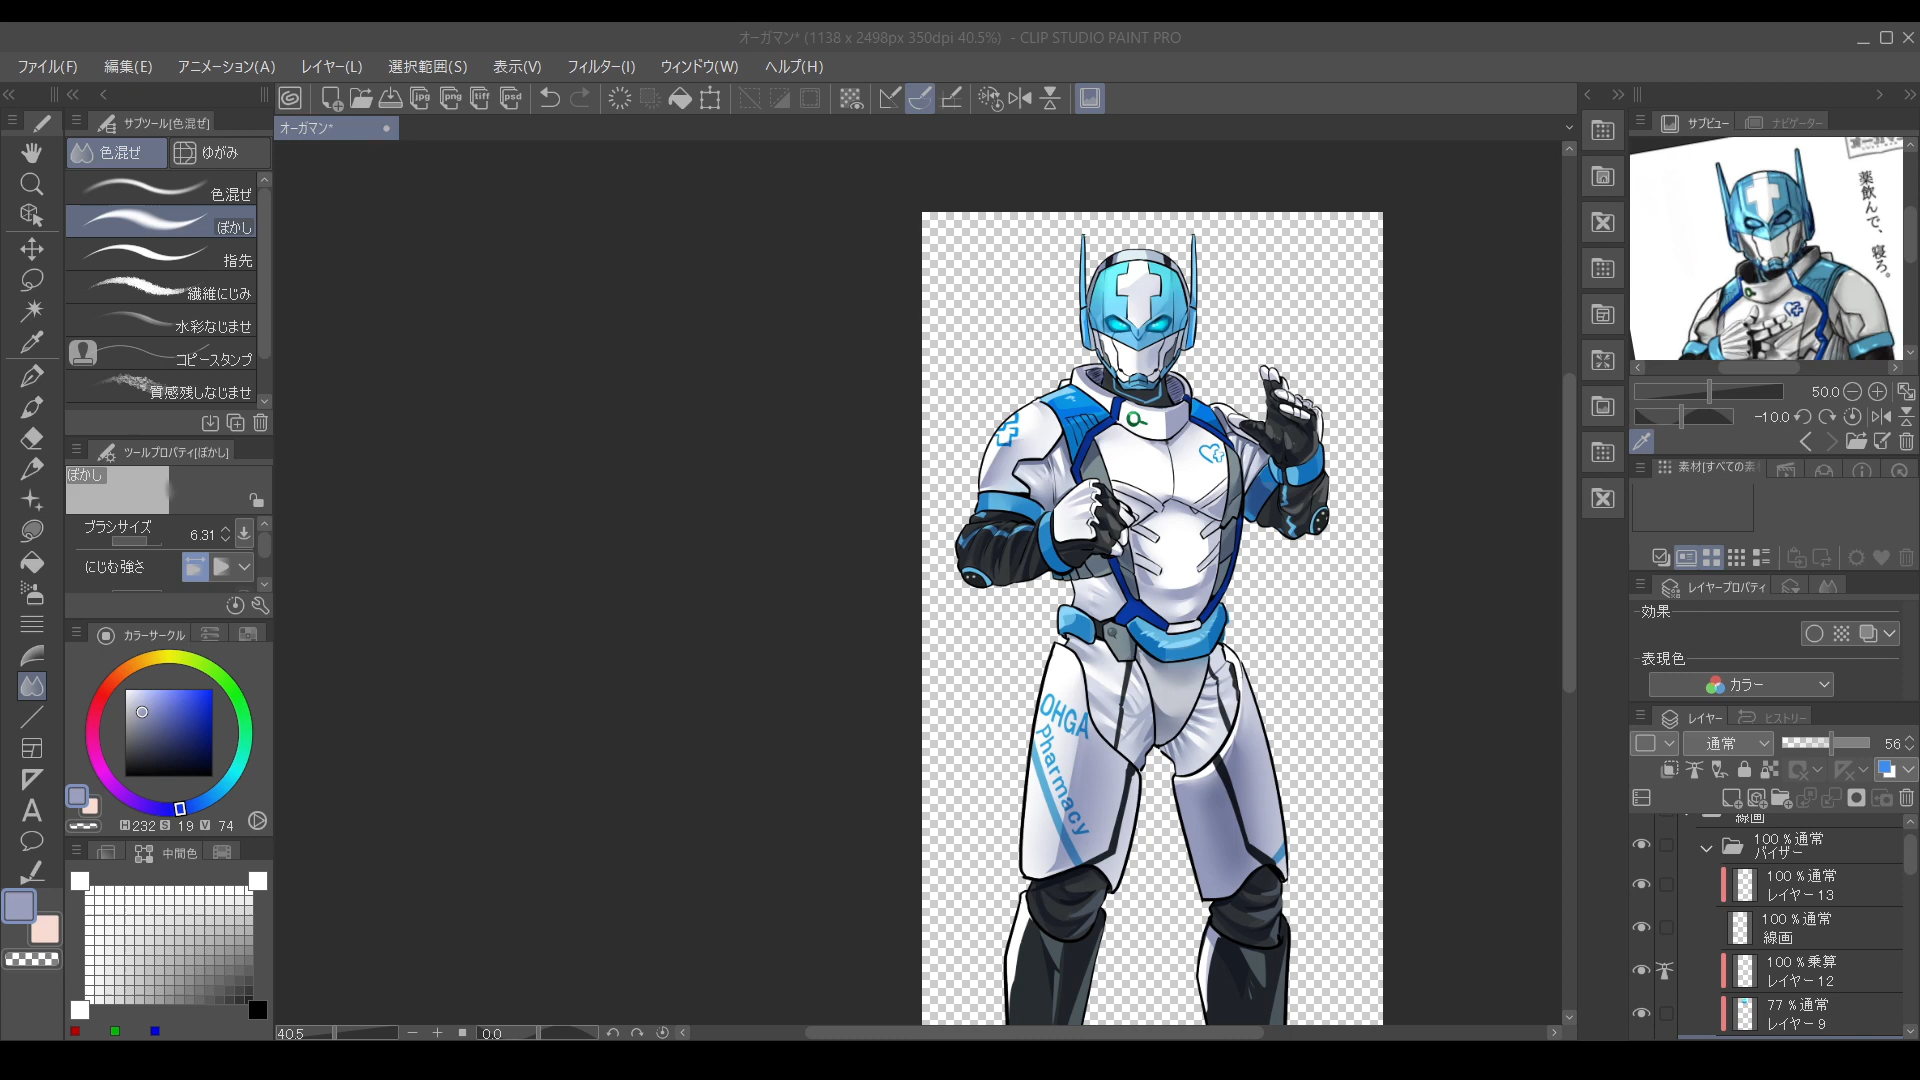 オーガマン* (1138 x 2498px 350dpi 40.5%) - CLIP STUDIO PAINT PRO
ファイル(F) 編集(E) アニメーション(A) レイヤー(L) 選択範囲(S) 表示(V) フィルター(I) ウィンドウ(W) ヘルプ(H)
jpg png tiff psd
オーガマン*
サブツール[色混ぜ]
色混ぜ ゆがみ
色混ぜ
ぼかし
指先
繊維にじみ
水彩なじませ
コピースタンプ
質感残しなじませ
ツールプロパティ[ぼかし]
ぼかし
ブラシサイズ 6.31
にじむ強さ
カラーサークル
H 232 S 19 V 74
中間色
OHGA
Pharmacy
40.5 0.0
サブビュー ナビゲーター
薬飲んで、
寝ろ。
50.0
-10.0
素材[すべての素
レイヤープロパティ
効果
表現色
カラー
レイヤー ヒストリー
通常 56
線画
100 % 通常
バイザー
100 % 通常
レイヤー 13
100 % 通常
線画
100 % 乗算
レイヤー 12
77 % 通常
レイヤー 9